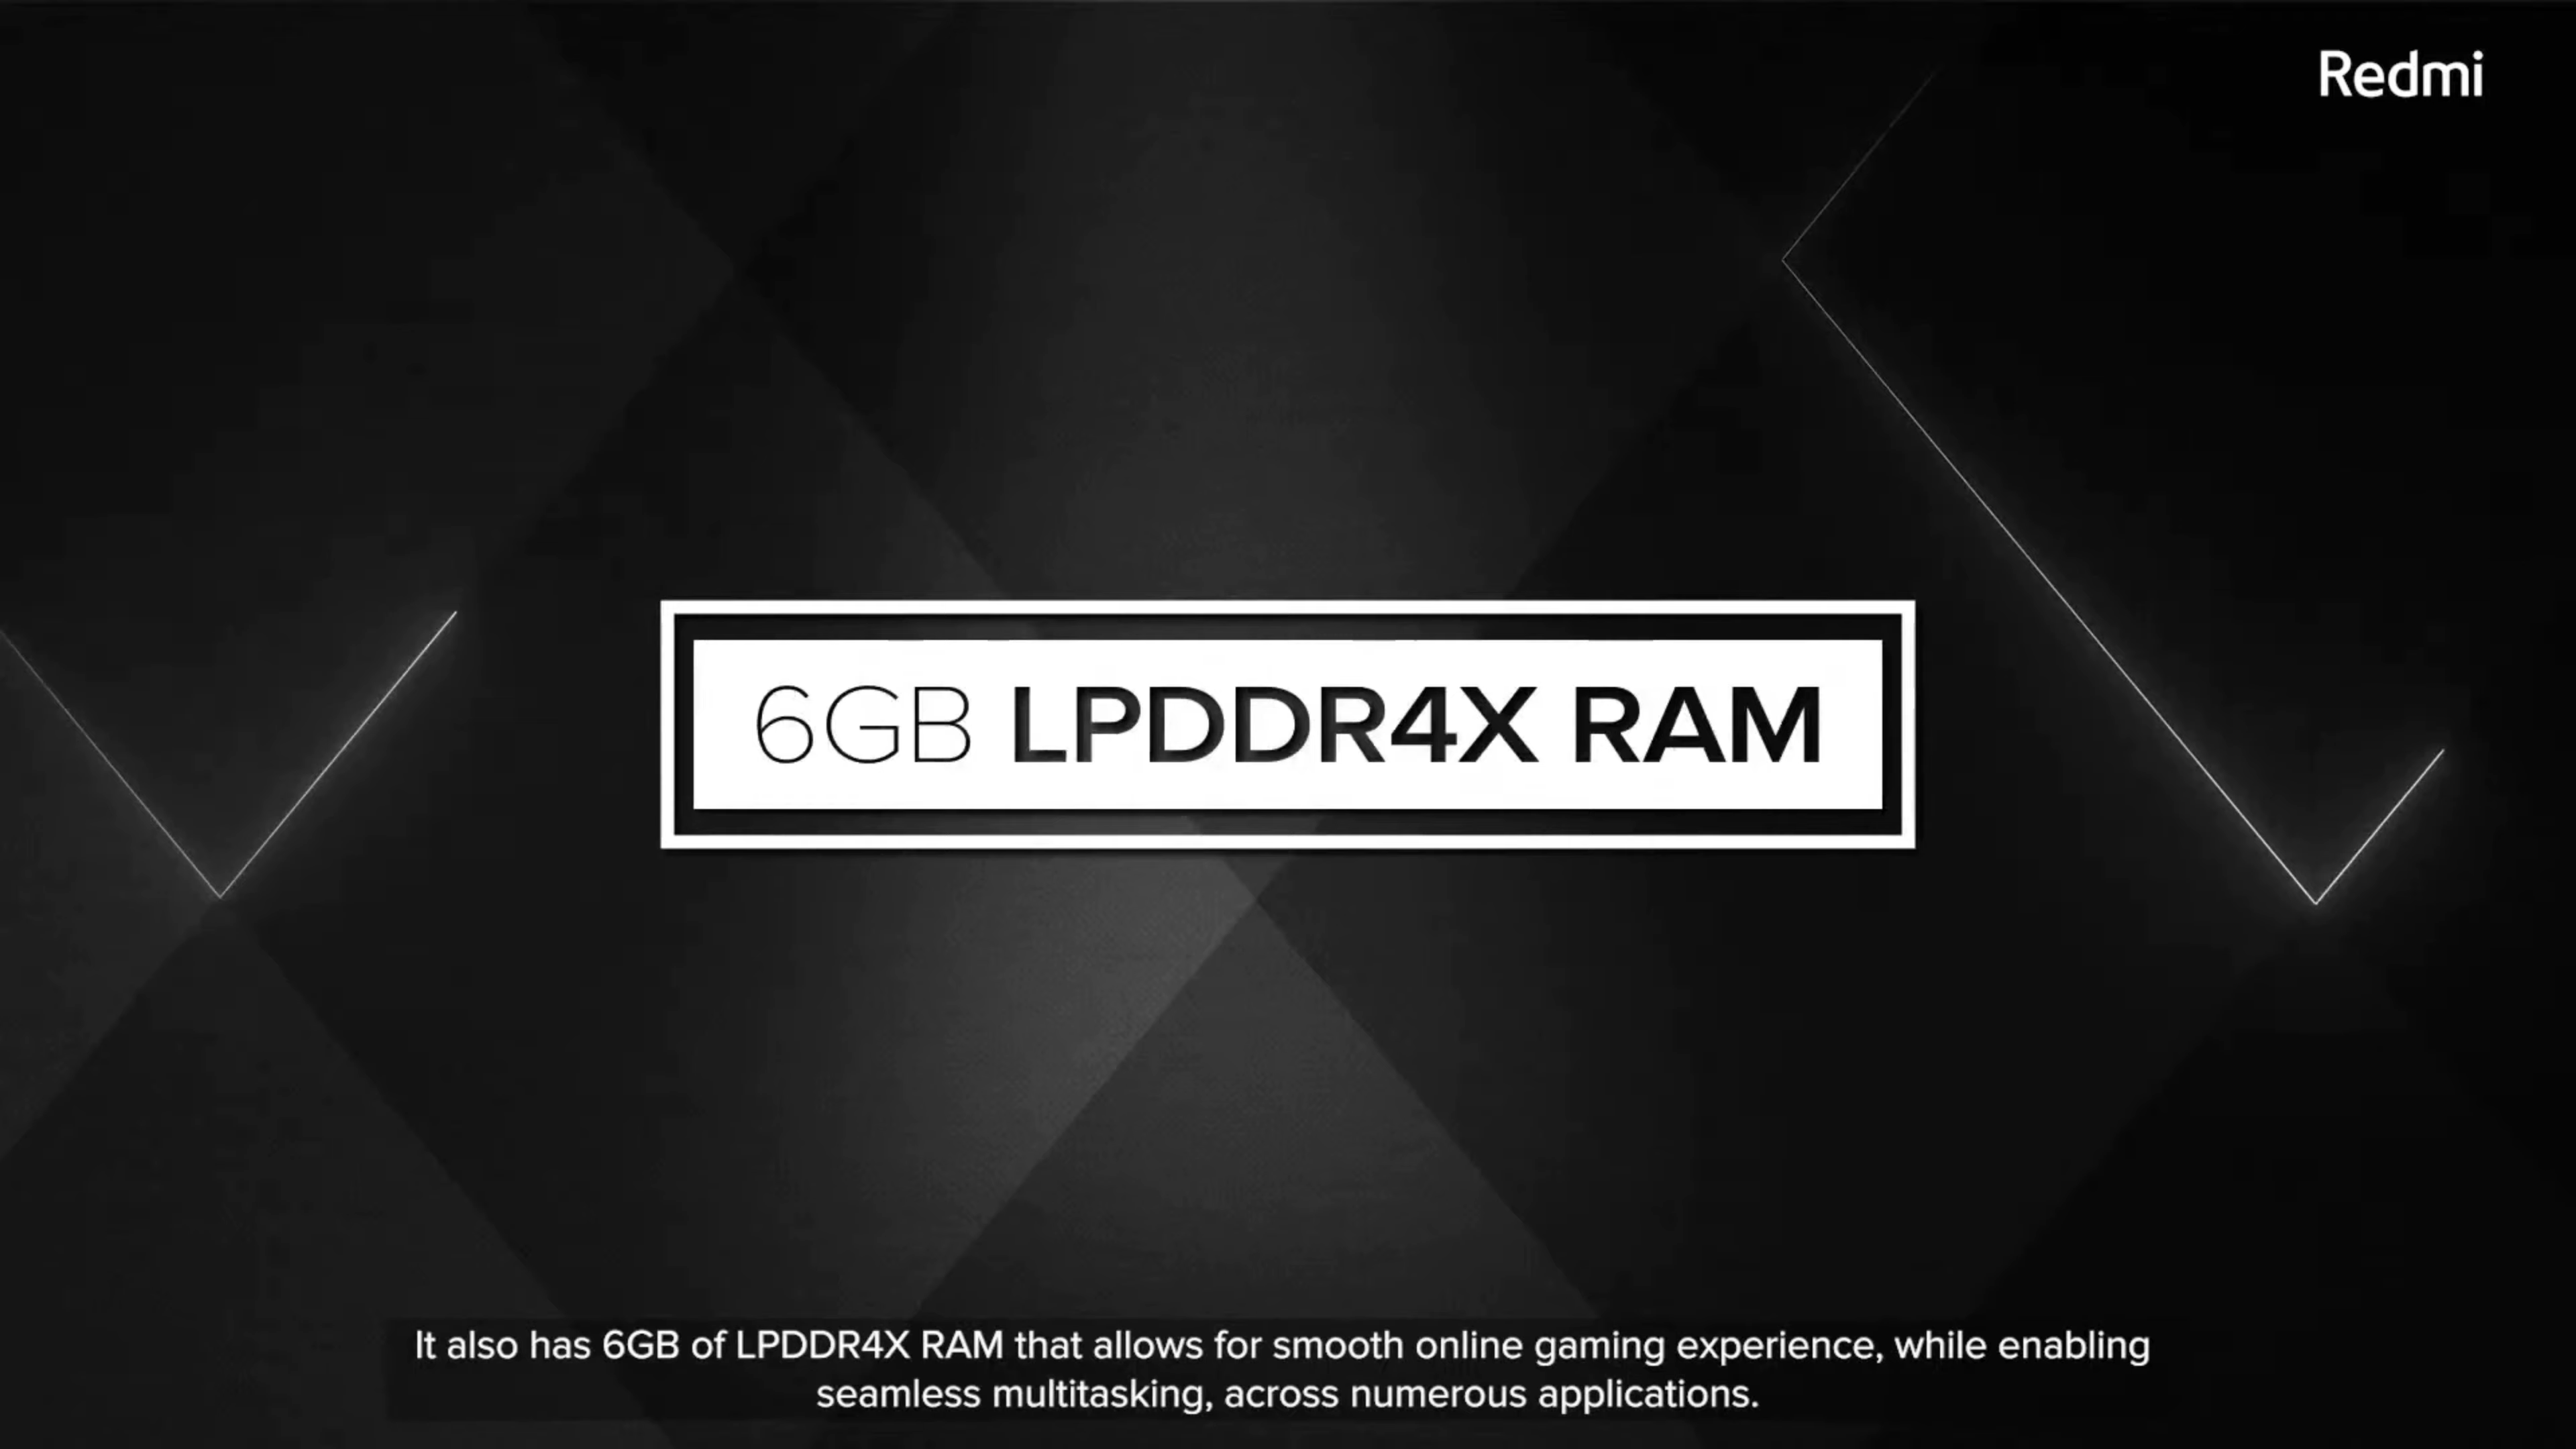 Redmi
6GB LPDDR4X RAM
It also has 6GB of LPDDR4X RAM that allows for smooth online gaming experience, while enabling
seamless multitasking, across numerous applications.